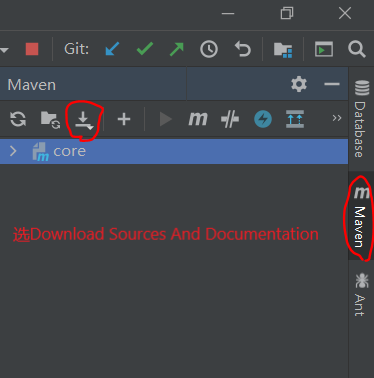 Git:
Maven
core
选Download Sources And Documentation
Database
m Maven
Ant